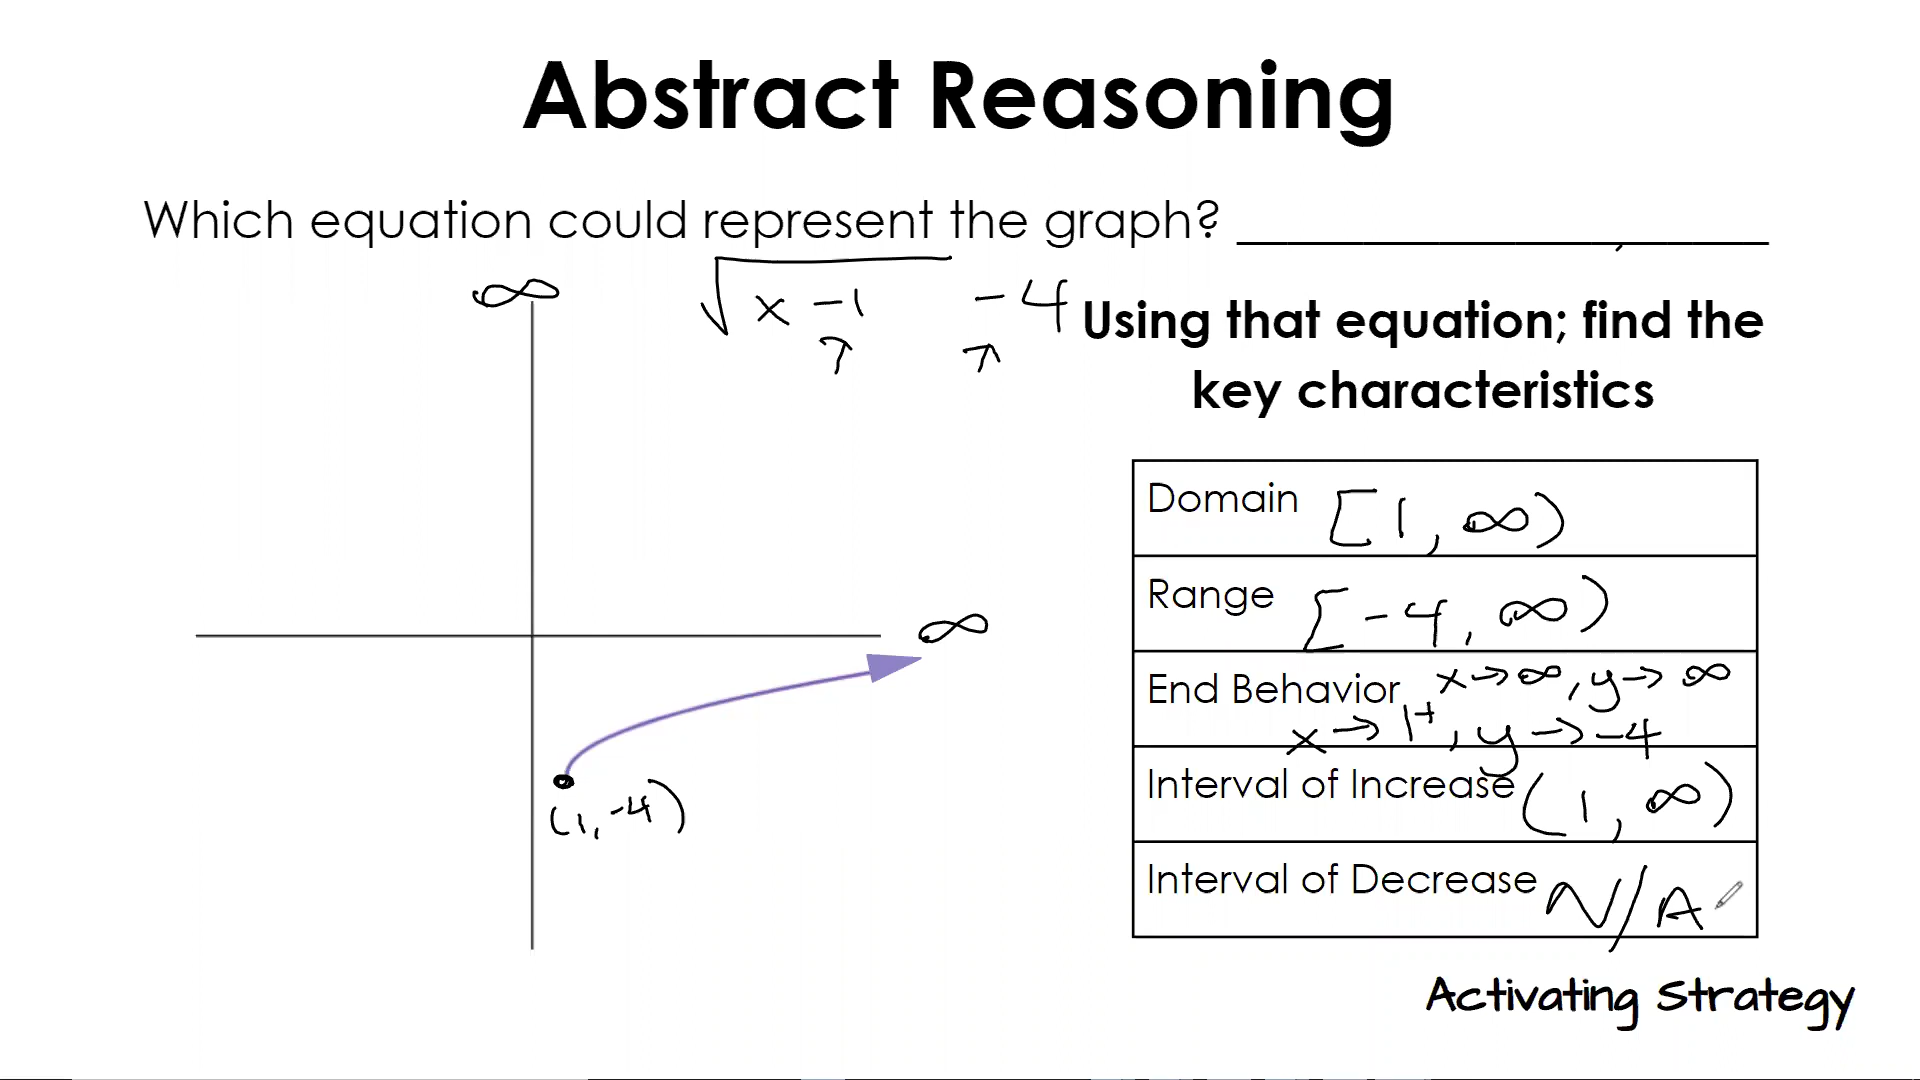 Abstract Reasoning
Which equation could represent the graph? ____________________
∞
√x - 1 - 4
Using that equation; find the
key characteristics
∞
(1, -4)
Domain [1, ∞)
Range [-4, ∞)
End Behavior x → ∞, y → ∞
x → 1⁺, y → -4
Interval of Increase (1, ∞)
Interval of Decrease N/A
Activating Strategy